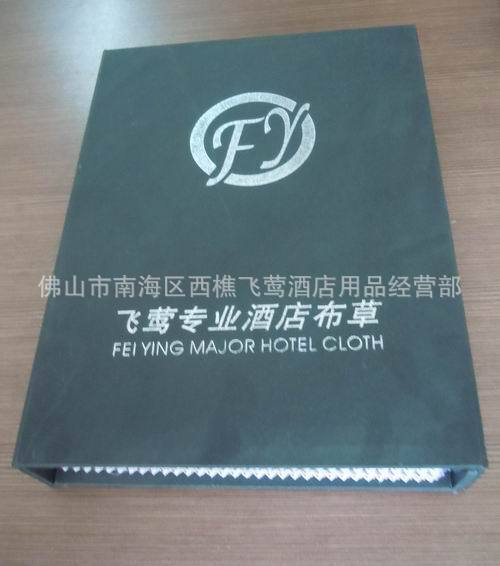 FY
佛山市南海区西樵飞莺酒店用品经营部
飞莺专业酒店布草
FEI YING MAJOR HOTEL CLOTH